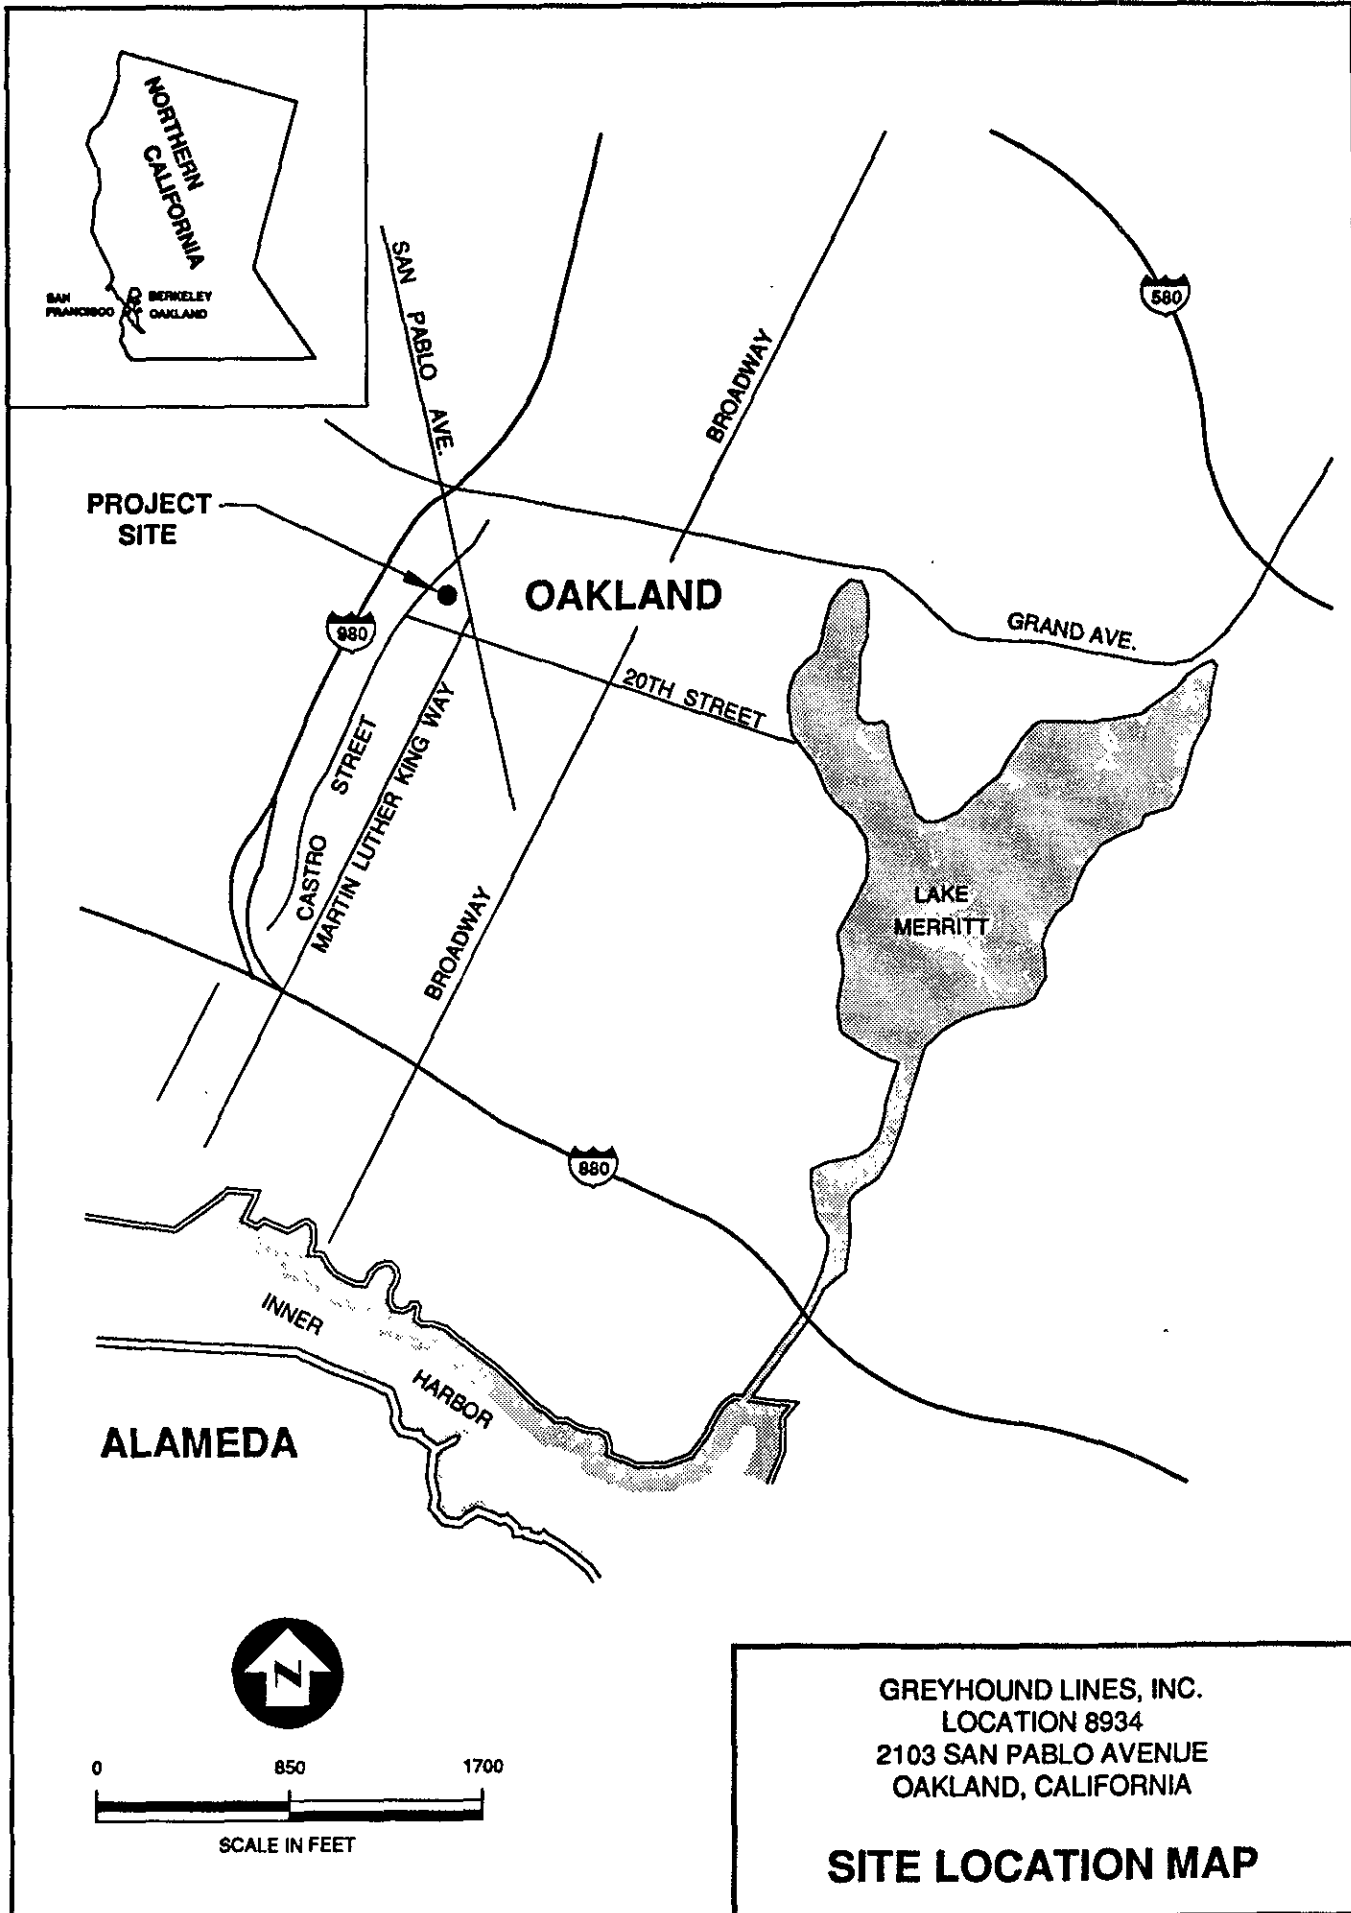 NORTHERN
CALIFORNIA
SAN
FRANCISCO
BERKELEY
OAKLAND
SAN PABLO AVE.
BROADWAY
580
PROJECT
SITE
OAKLAND
980
GRAND AVE.
20TH STREET
CASTRO STREET
MARTIN LUTHER KING WAY
BROADWAY
LAKE
MERRITT
880
INNER
HARBOR
ALAMEDA
N
0 850 1700
SCALE IN FEET
GREYHOUND LINES, INC.
LOCATION 8934
2103 SAN PABLO AVENUE
OAKLAND, CALIFORNIA
SITE LOCATION MAP